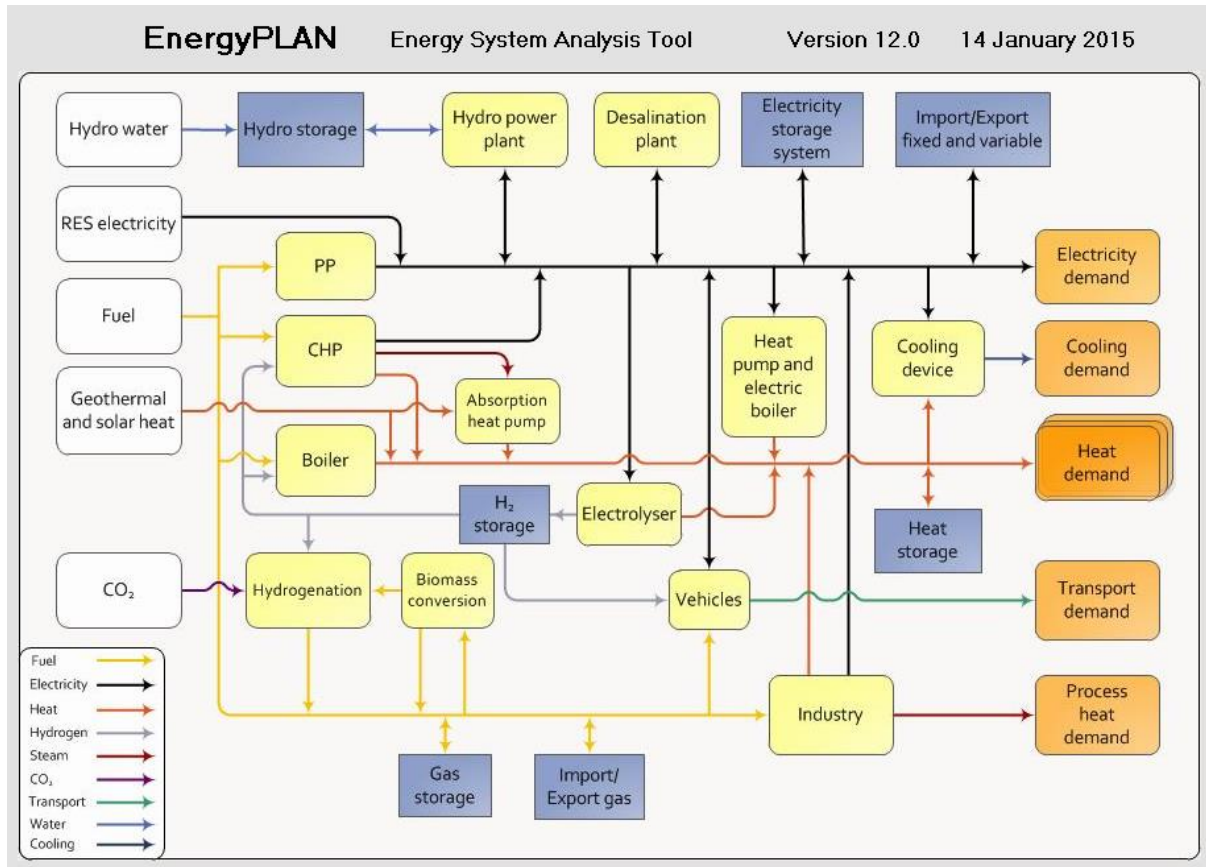 EnergyPLAN Energy System Analysis Tool Version 12.0 14 January 2015
Hydro water
Hydro storage
Hydro power
plant
Desalination
plant
Electricity
storage
system
Import/Export
fixed and variable
RES electricity
PP
Electricity
demand
Fuel
CHP
Heat
pump and
electric
boiler
Cooling
device
Cooling
demand
Geothermal
and solar heat
Absorption
heat pump
Boiler
Heat
demand
H₂
storage
Electrolyser
Heat
storage
CO₂
Hydrogenation
Biomass
conversion
Vehicles
Transport
demand
Fuel
Electricity
Heat
Hydrogen
Steam
CO₂
Transport
Water
Cooling
Industry
Process
heat
demand
Gas
storage
Import/
Export gas